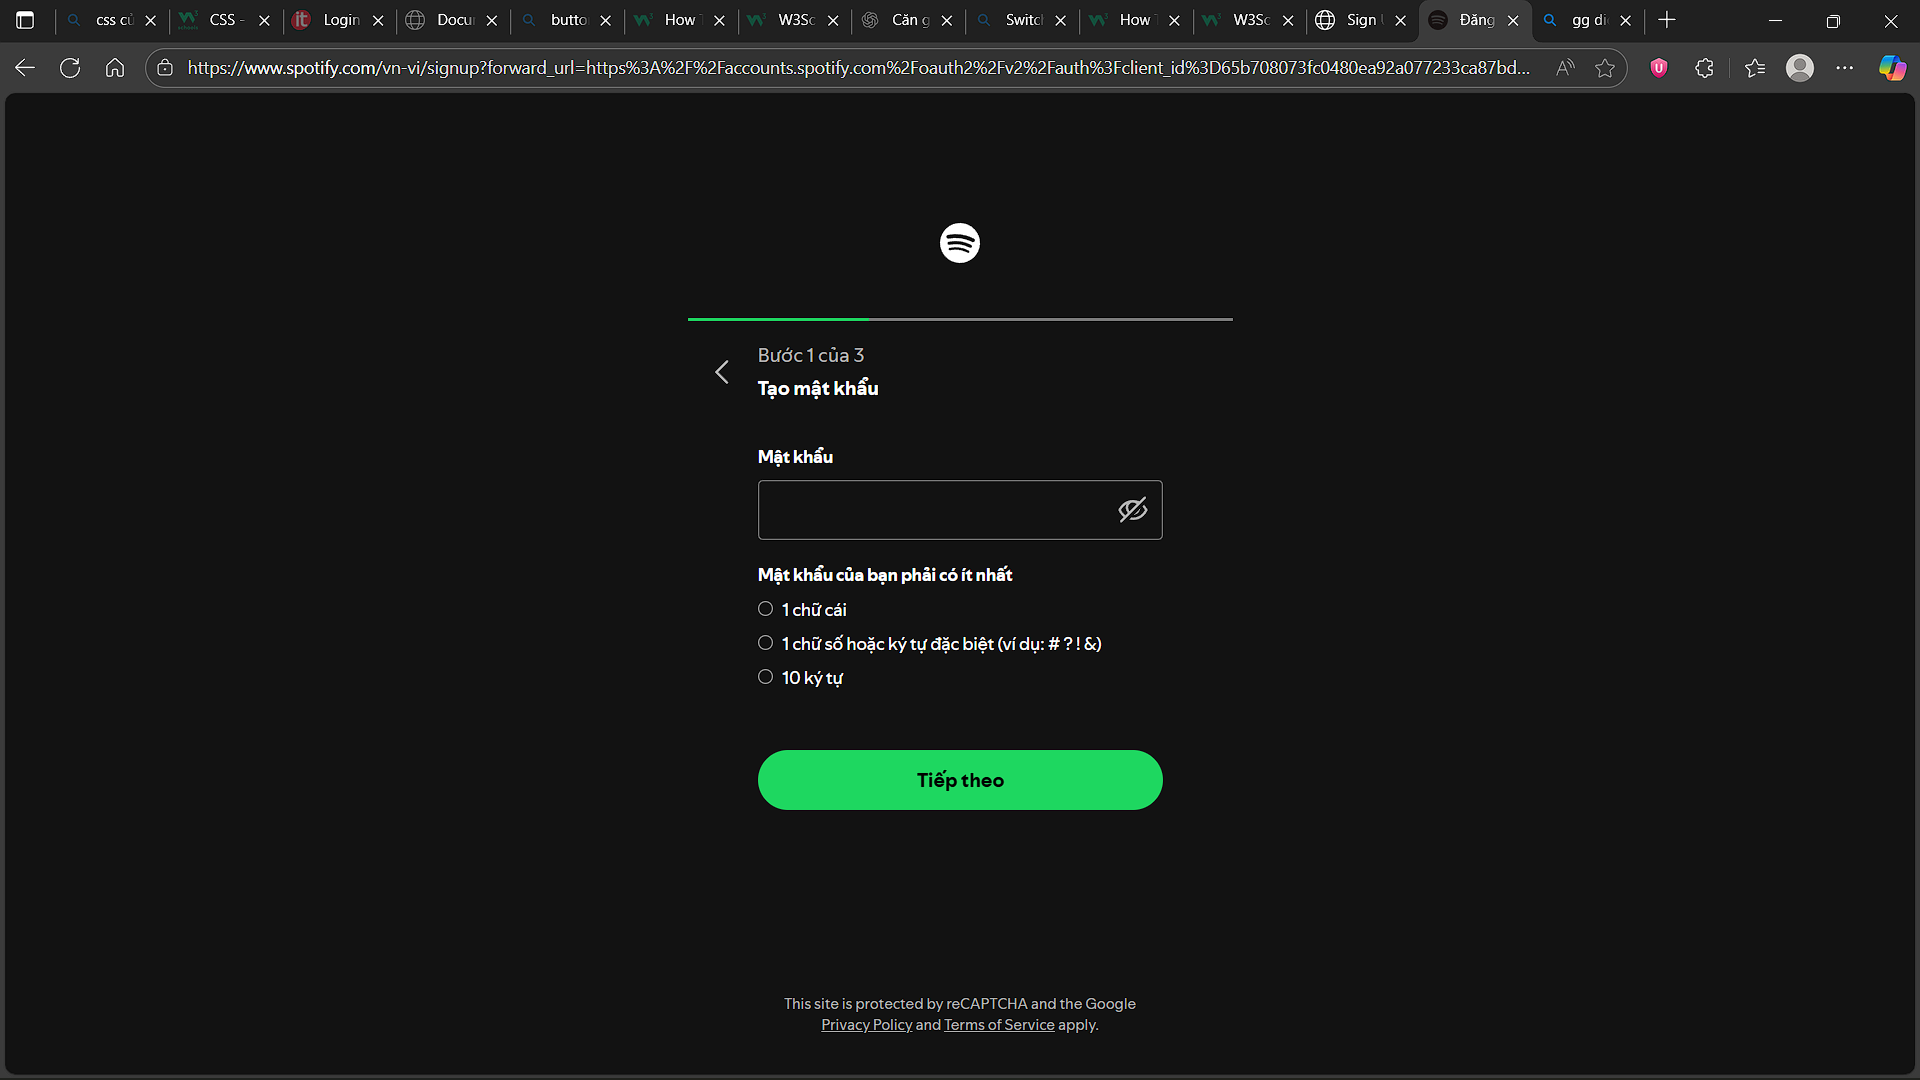 css củ
CSS -
Login
Docu
butto
How T
W3Sc
Căn g
Switch
How T
W3Sc
Sign U
Đăng
gg di
https://www.spotify.com/vn-vi/signup?forward_url=https%3A%2F%2Faccounts.spotify.com%2Foauth2%2Fv2%2Fauth%3Fclient_id%3D65b708073fc0480ea92a077233ca87bd...
Bước 1 của 3
Tạo mật khẩu
Mật khẩu
Mật khẩu của bạn phải có ít nhất
1 chữ cái
1 chữ số hoặc ký tự đặc biệt (ví dụ: # ? ! &)
10 ký tự
Tiếp theo
This site is protected by reCAPTCHA and the Google
Privacy Policy and Terms of Service apply.